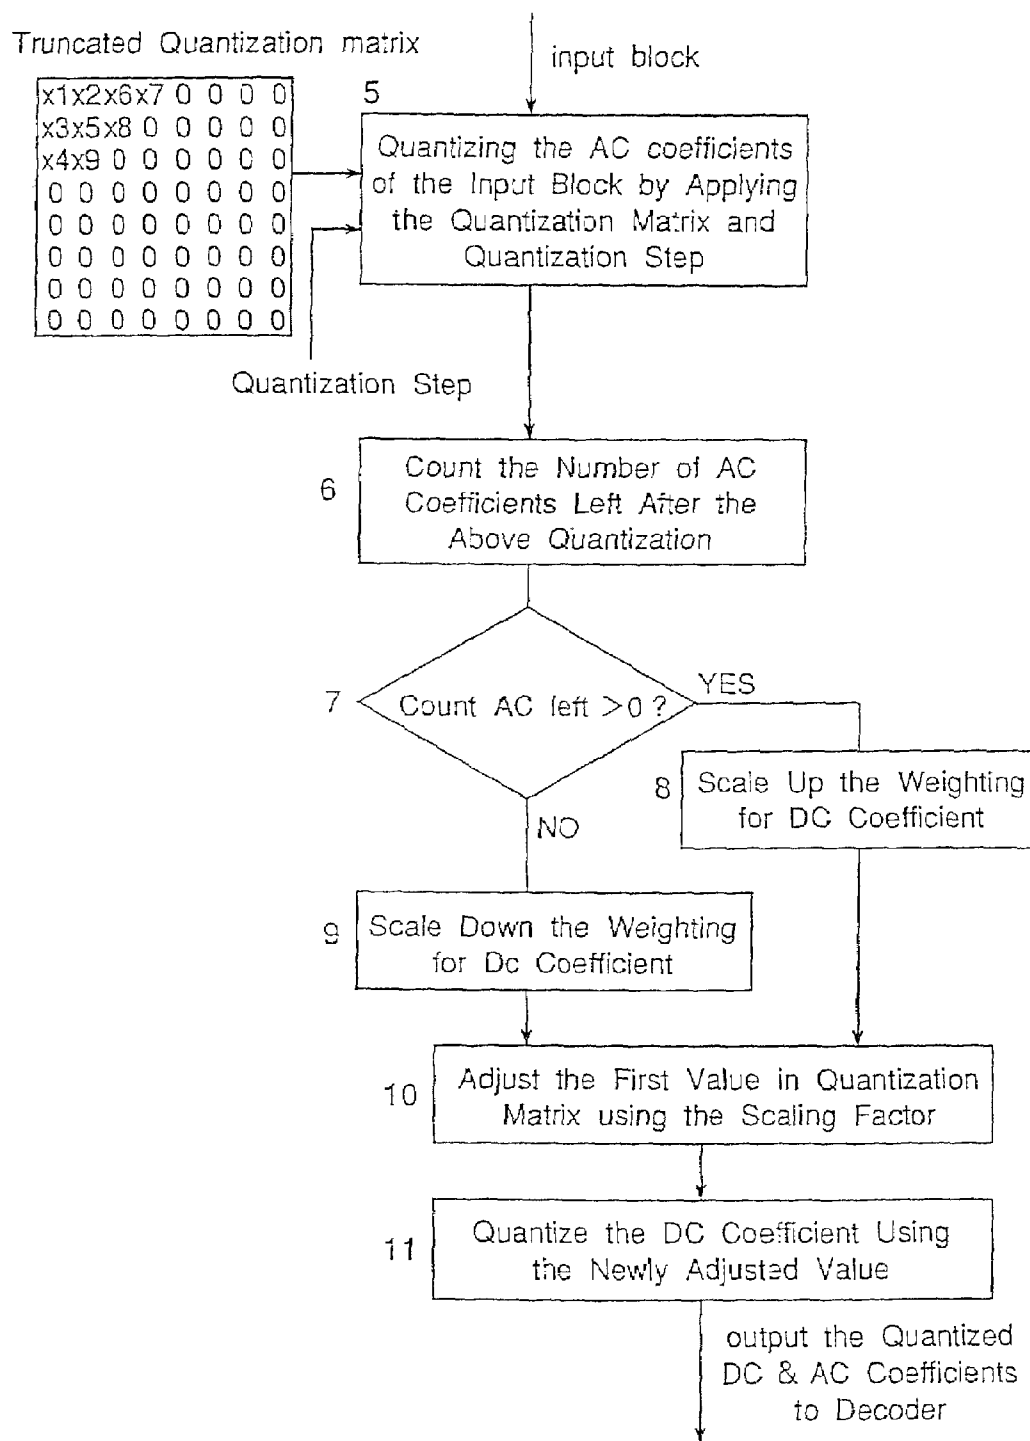 Truncated Quantization matrix
input block
x1x2x6x7 0 0 0 0
x3x5x8 0 0 0 0 0
x4x9 0 0 0 0 0 0
0 0 0 0 0 0 0 0
0 0 0 0 0 0 0 0
0 0 0 0 0 0 0 0
0 0 0 0 0 0 0 0
0 0 0 0 0 0 0 0
5
Quantizing the AC coefficients
of the Input Block by Applying
the Quantization Matrix and
Quantization Step
Quantization Step
6
Count the Number of AC
Coefficients Left After the
Above Quantization
7
Count AC left >0 ?
YES
NO
8
Scale Up the Weighting
for DC Coefficient
9
Scale Down the Weighting
for Dc Coefficient
10
Adjust the First Value in Quantization
Matrix using the Scaling Factor
11
Quantize the DC Coefficient Using
the Newly Adjusted Value
output the Quantized
DC & AC Coefficients
to Decoder